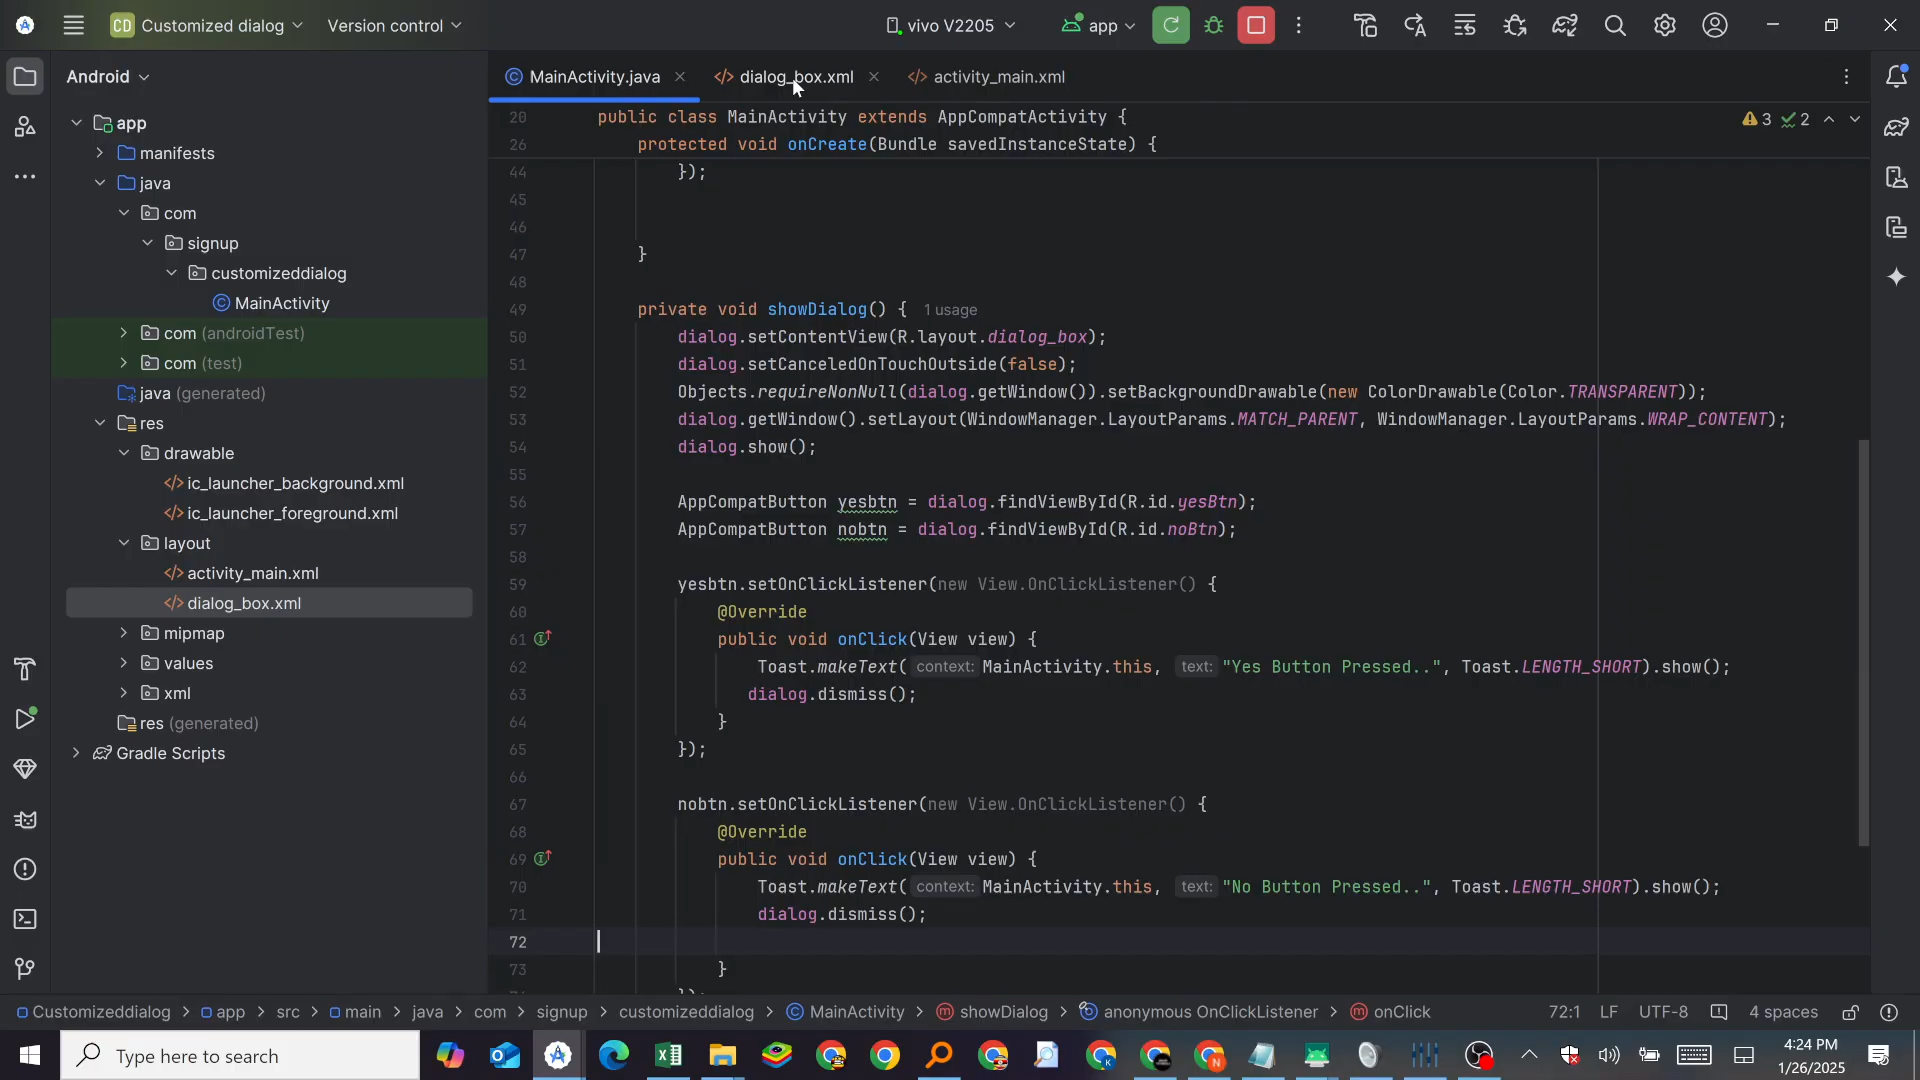 CD Customized dialog Version control vivo V2205 app
Android
MainActivity.java dialog_box.xml activity_main.xml
app
manifests
java
com
signup
customizeddialog
MainActivity
com (androidTest)
com (test)
java (generated)
res
drawable
ic_launcher_background.xml
ic_launcher_foreground.xml
layout
activity_main.xml
dialog_box.xml
mipmap
values
xml
res (generated)
Gradle Scripts
20 public class MainActivity extends AppCompatActivity { 3 2
26 protected void onCreate(Bundle savedInstanceState) {
44 });
45
46
47 }
48
49 private void showDialog() { 1 usage
50 dialog.setContentView(R.layout.dialog_box);
51 dialog.setCanceledOnTouchOutside(false);
52 Objects.requireNonNull(dialog.getWindow()).setBackgroundDrawable(new ColorDrawable(Color.TRANSPARENT));
53 dialog.getWindow().setLayout(WindowManager.LayoutParams.MATCH_PARENT, WindowManager.LayoutParams.WRAP_CONTENT);
54 dialog.show();
55
56 AppCompatButton yesbtn = dialog.findViewById(R.id.yesBtn);
57 AppCompatButton nobtn = dialog.findViewById(R.id.noBtn);
58
59 yesbtn.setOnClickListener(new View.OnClickListener() {
60 @Override
61 public void onClick(View view) {
62 Toast.makeText( context: MainActivity.this, text: "Yes Button Pressed..", Toast.LENGTH_SHORT).show();
63 dialog.dismiss();
64 }
65 });
66
67 nobtn.setOnClickListener(new View.OnClickListener() {
68 @Override
69 public void onClick(View view) {
70 Toast.makeText( context: MainActivity.this, text: "No Button Pressed..", Toast.LENGTH_SHORT).show();
71 dialog.dismiss();
72
73 }
Customizeddialog > app > src > main > java > com > signup > customizeddialog > MainActivity > showDialog > anonymous OnClickListener > onClick 72:1 LF UTF-8 4 spaces
Type here to search
4:24 PM
1/26/2025